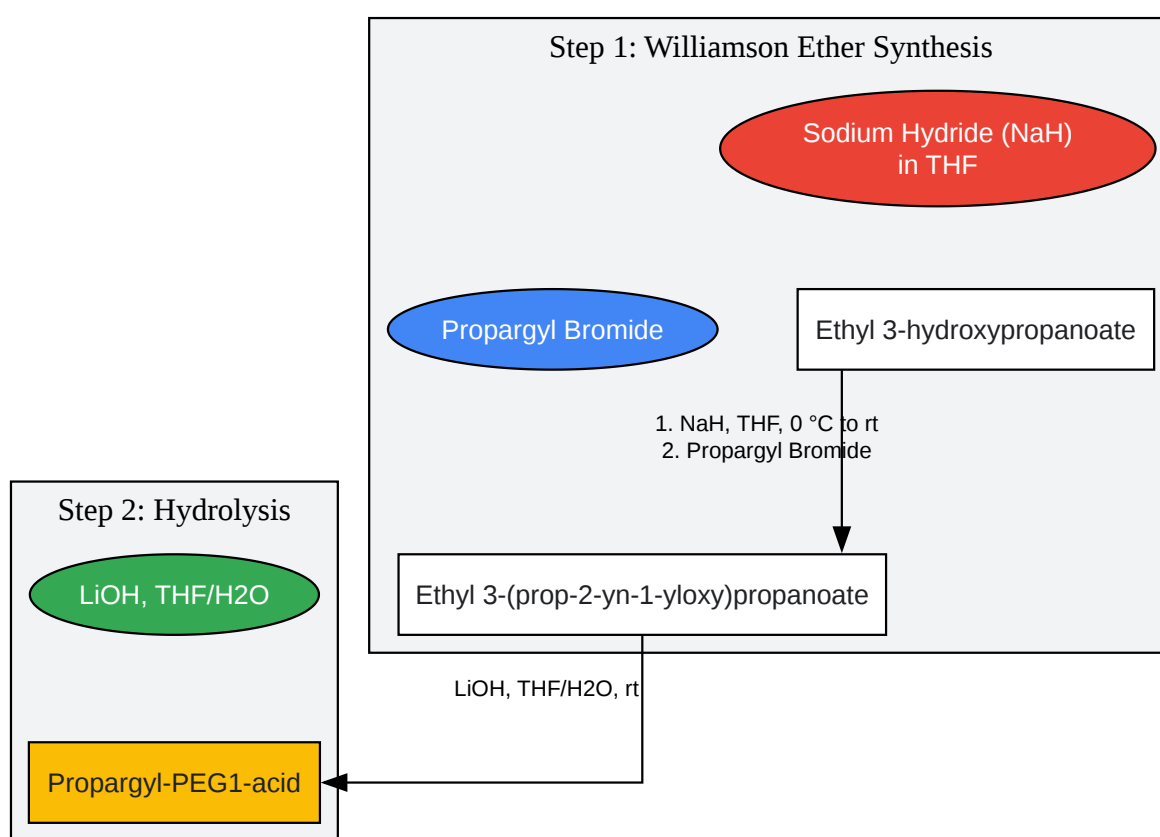 Step 1: Williamson Ether Synthesis
Sodium Hydride (NaH)
in THF
Propargyl Bromide
Ethyl 3-hydroxypropanoate
1. NaH, THF, 0 °C to rt
2. Propargyl Bromide
Ethyl 3-(prop-2-yn-1-yloxy)propanoate
Step 2: Hydrolysis
LiOH, THF/H2O
LiOH, THF/H2O, rt
Propargyl-PEG1-acid